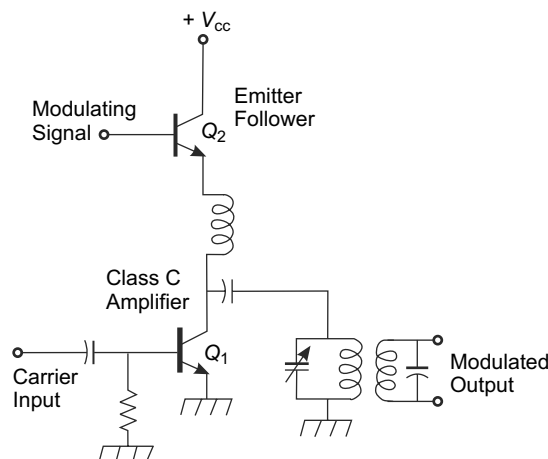 + Vcc
Modulating
Signal
Emitter
Follower
Q2
Class C
Amplifier
Q1
Carrier
Input
Modulated
Output